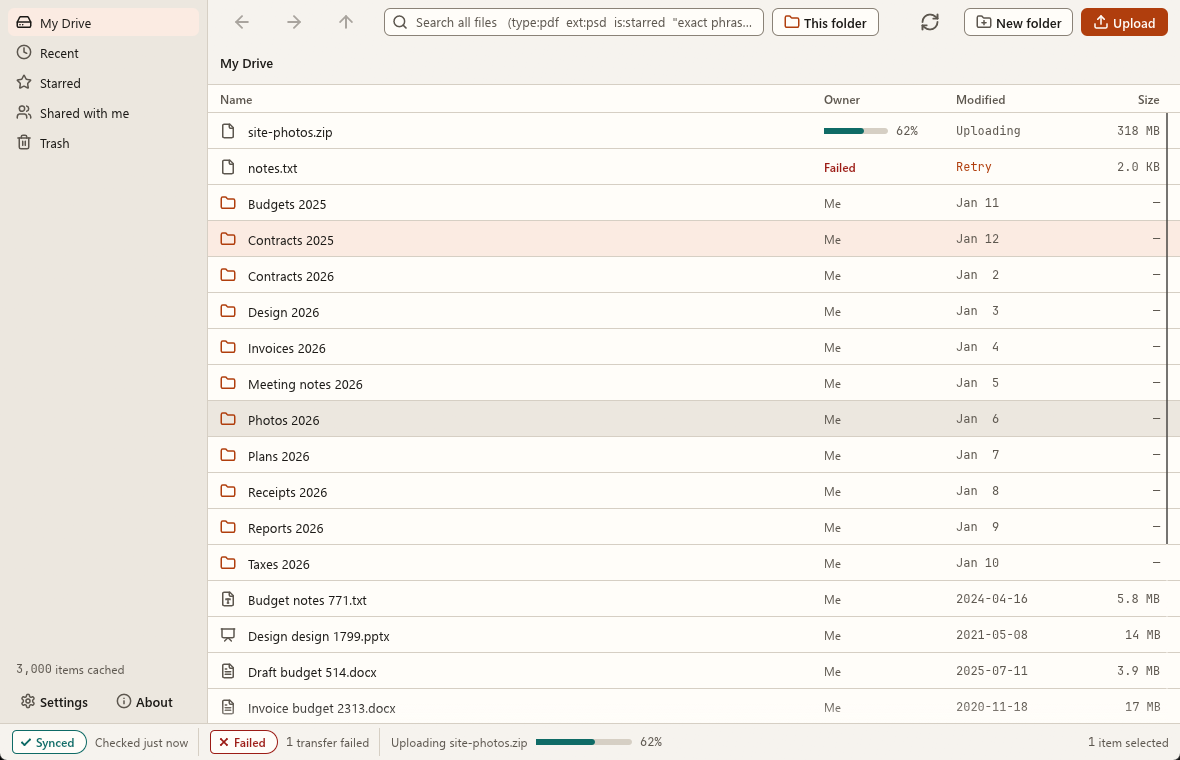 My Drive
Recent
Starred
Shared with me
Trash
3,000 items cached
Settings
About
Search all files (type:pdf ext:psd is:starred "exact phras…
This folder
New folder
Upload
My Drive
Name Owner Modified Size
site-photos.zip 62% Uploading 318 MB
notes.txt Failed Retry 2.0 KB
Budgets 2025 Me Jan 11 —
Contracts 2025 Me Jan 12 —
Contracts 2026 Me Jan 2 —
Design 2026 Me Jan 3 —
Invoices 2026 Me Jan 4 —
Meeting notes 2026 Me Jan 5 —
Photos 2026 Me Jan 6 —
Plans 2026 Me Jan 7 —
Receipts 2026 Me Jan 8 —
Reports 2026 Me Jan 9 —
Taxes 2026 Me Jan 10 —
Budget notes 771.txt Me 2024-04-16 5.8 MB
Design design 1799.pptx Me 2021-05-08 14 MB
Draft budget 514.docx Me 2025-07-11 3.9 MB
Invoice budget 2313.docx Me 2020-11-18 17 MB
Synced Checked just now Failed 1 transfer failed Uploading site-photos.zip 62% 1 item selected